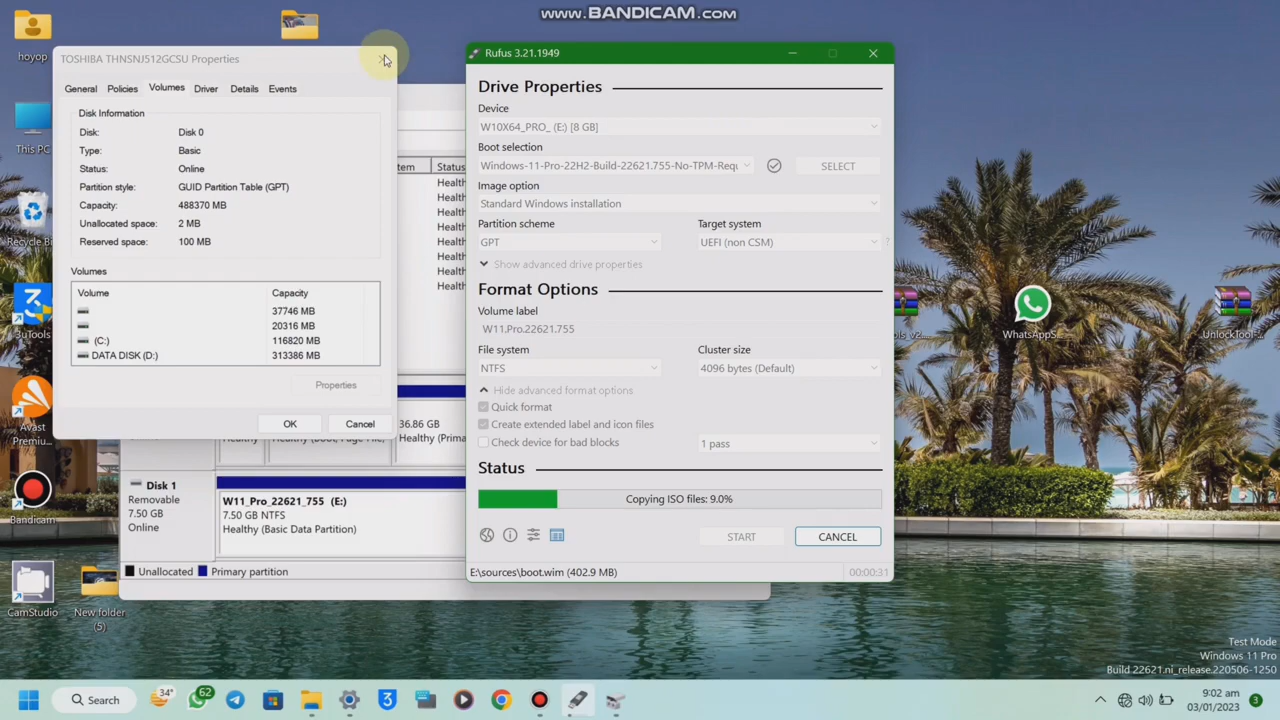 www.BANDICAM.com
hoyop
This PC
Recycle Bi
3uTools
Avast
Premiu...
Bandicam
CamStudio
New folder
(5)
TOSHIBA THNSNJ512GCSU Properties
General
Policies
Volumes
Driver
Details
Events
Disk Information
Disk: Disk 0
Type: Basic
Status: Online
Partition style: GUID Partition Table (GPT)
Capacity: 488370 MB
Unallocated space: 2 MB
Reserved space: 100 MB
Volumes
Volume Capacity
37746 MB
20316 MB
(C:) 116820 MB
DATA DISK (D:) 313386 MB
Properties
OK
Cancel
tem Status
Healthy
Healthy
Healthy
Healthy
Healthy
Healthy
Healthy
Healthy
36.86 GB
Healthy (Boot, Page File,
Healthy (Prima
Disk 1
Removable
7.50 GB
Online
W11_Pro_22621_755 (E:)
7.50 GB NTFS
Healthy (Basic Data Partition)
Unallocated
Primary partition
Rufus 3.21.1949
Drive Properties
Device
W10X64_PRO_ (E:) [8 GB]
Boot selection
Windows-11-Pro-22H2-Build-22621.755-No-TPM-Requ
SELECT
Image option
Standard Windows installation
Partition scheme
Target system
GPT
UEFI (non CSM)
?
Show advanced drive properties
Format Options
Volume label
W11.Pro.22621.755
File system
Cluster size
NTFS
4096 bytes (Default)
Hide advanced format options
Quick format
Create extended label and icon files
Check device for bad blocks
1 pass
Status
Copying ISO files: 9.0%
START
CANCEL
E:\sources\boot.wim (402.9 MB)
00:00:31
ols_v2...
WhatsAppS...
UnlockTool-...
Test Mode
Windows 11 Pro
Build 22621.ni_release.220506-1250
Search
34°
62
3
9:02 am
03/01/2023
3